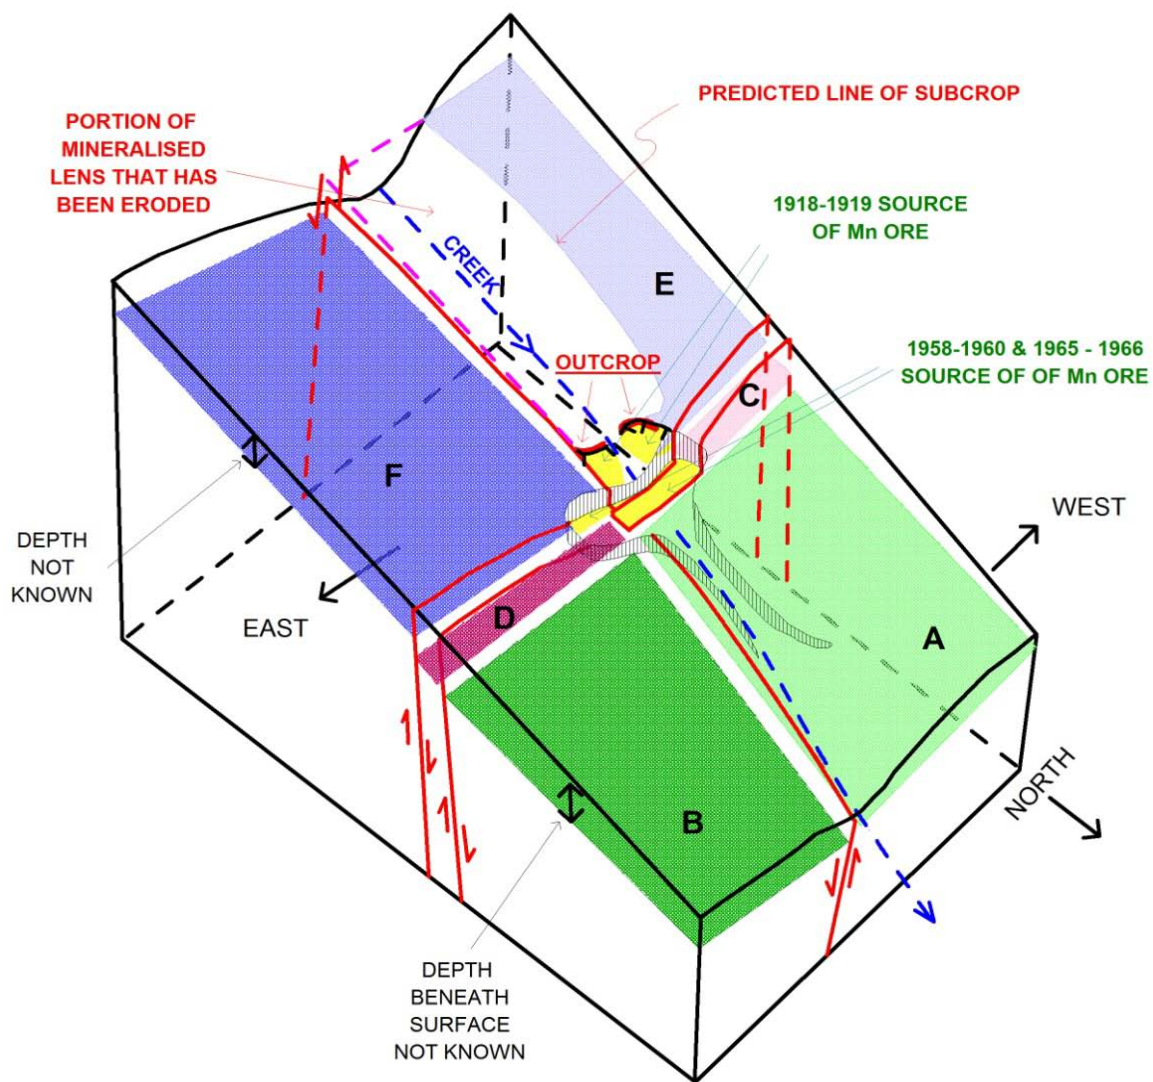 PREDICTED LINE OF SUBCROP
PORTION OF
MINERALISED
LENS THAT HAS
BEEN ERODED
1918-1919 SOURCE
OF Mn ORE
CREEK
E
OUTCROP
1958-1960 & 1965 - 1966
SOURCE OF OF Mn ORE
C
F
WEST
DEPTH
NOT
KNOWN
EAST
D
A
NORTH
B
DEPTH
BENEATH
SURFACE
NOT KNOWN